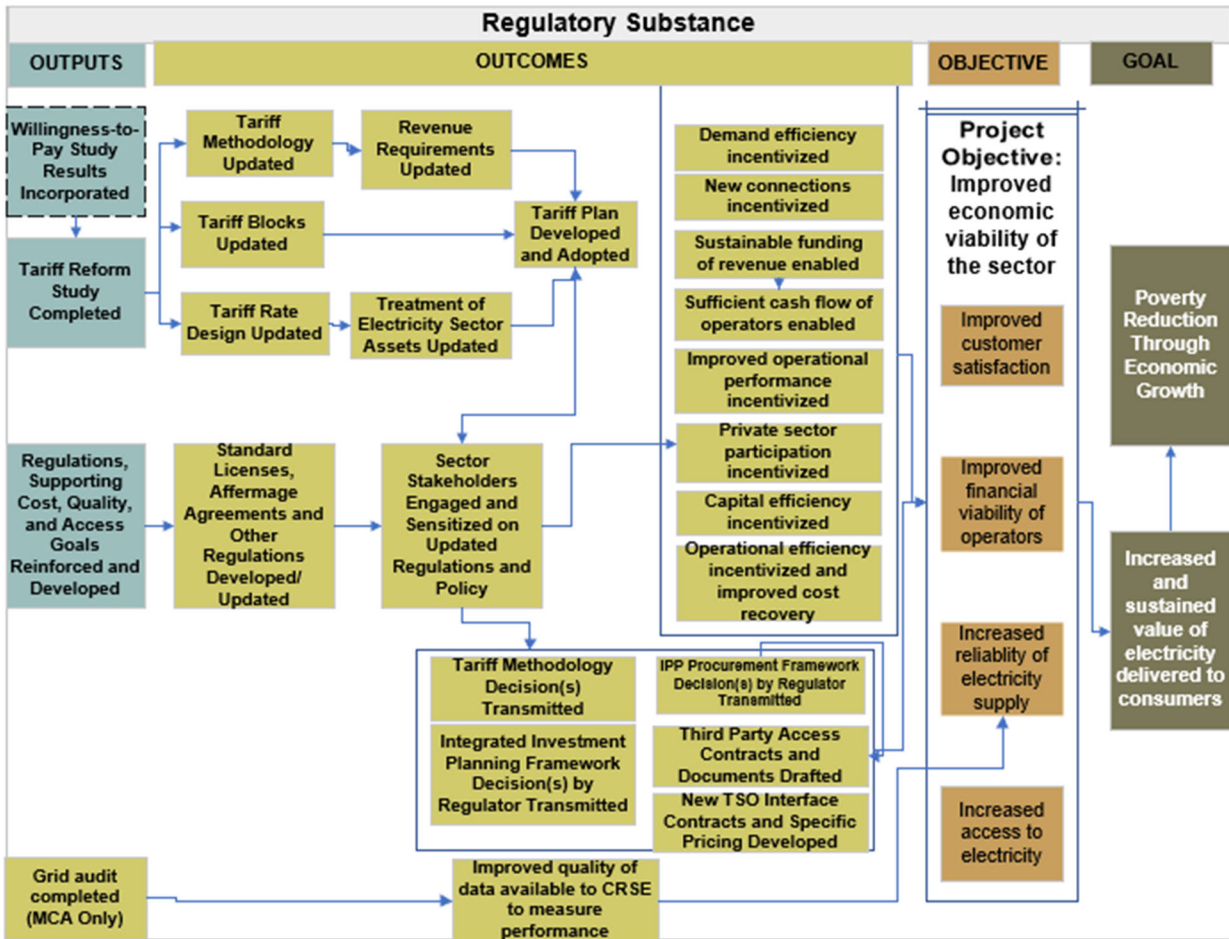 Regulatory Substance
OUTPUTS
OUTCOMES
OBJECTIVE
GOAL
Willingness-to-
Pay Study
Results
Incorporated
Tariff Reform
Study
Completed
Tariff
Methodology
Updated
Revenue
Requirements
Updated
Tariff Blocks
Updated
Tariff Plan
Developed
and Adopted
Tariff Rate
Design Updated
Treatment of
Electricity Sector
Assets Updated
Regulations,
Supporting
Cost, Quality,
and Access
Goals
Reinforced and
Developed
Standard
Licenses,
Affermage
Agreements and
Other
Regulations
Developed/
Updated
Sector
Stakeholders
Engaged and
Sensitized on
Updated
Regulations and
Policy
Demand efficiency
incentivized
New connections
incentivized
Sustainable funding
of revenue enabled
Sufficient cash flow of
operators enabled
Improved operational
performance
incentivized
Private sector
participation
incentivized
Capital efficiency
incentivized
Operational efficiency
incentivized and
improved cost
recovery
Tariff Methodology
Decision(s)
Transmitted
Integrated Investment
Planning Framework
Decision(s) by
Regulator Transmitted
IPP Procurement Framework
Decision(s) by Regulator
Transmitted
Third Party Access
Contracts and
Documents Drafted
New TSO Interface
Contracts and Specific
Pricing Developed
Grid audit
completed
(MCA Only)
Improved quality of
data available to CRSE
to measure
performance
Project
Objective:
Improved
economic
viability of
the sector
Improved
customer
satisfaction
Improved
financial
viability of
operators
Increased
reliablity of
electricity
supply
Increased
access to
electricity
Poverty
Reduction
Through
Economic
Growth
Increased
and
sustained
value of
electricity
delivered to
consumers